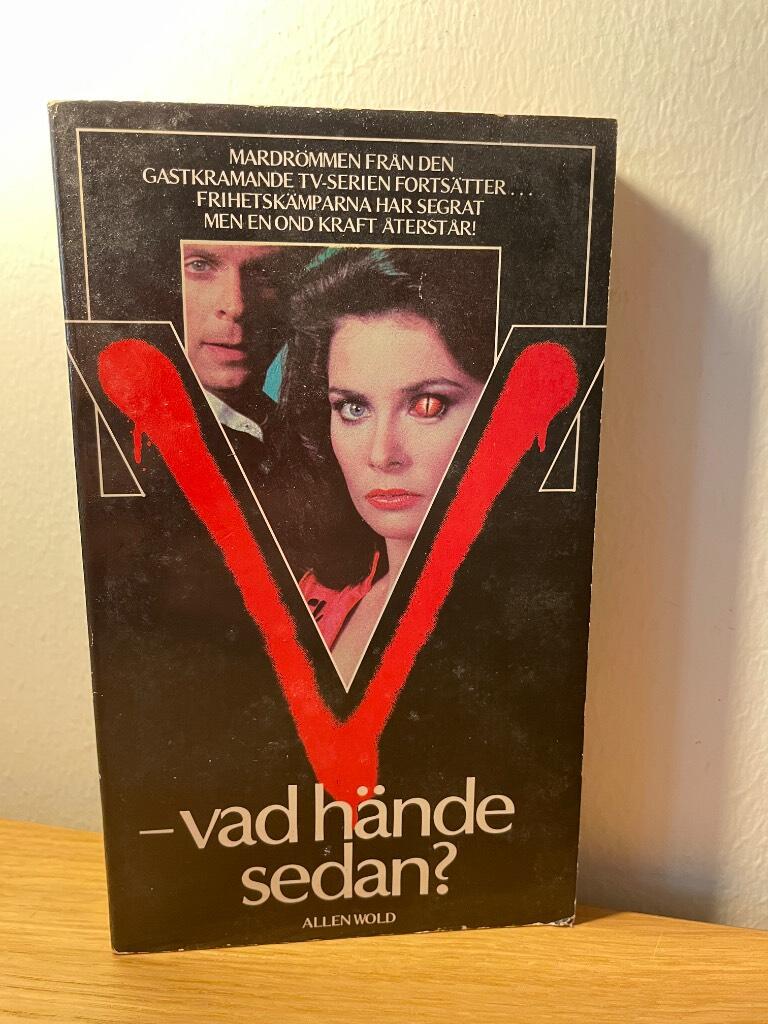 MARDRÖMMEN FRÅN DEN
GASTKRAMANDE TV-SERIEN FORTSÄTTER...
FRIHETSKÄMPARNA HAR SEGRAT
MEN EN OND KRAFT ÅTERSTÅR!
V
– vad hände
sedan?
ALLEN WOLD